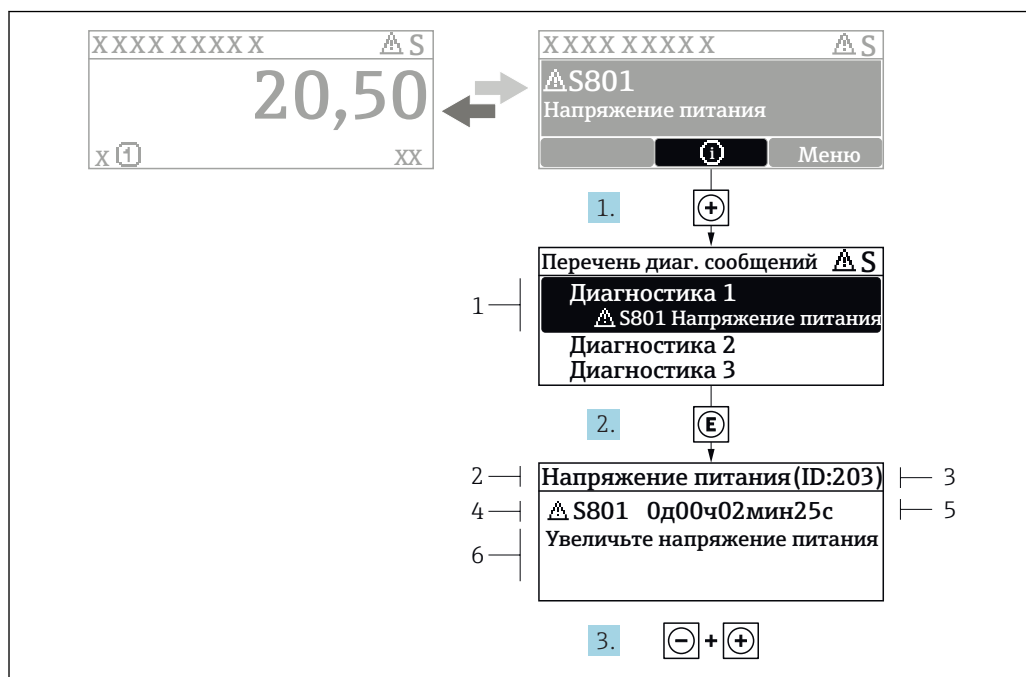 XXXX XXXXX ⚠ S
20,50
X 1 XX
XXXX XXXXX ⚠ S
⚠S801
Напряжение питания
i Меню
1. +
Перечень диаг. сообщений ⚠ S
1
Диагностика 1
⚠ S801 Напряжение питания
Диагностика 2
Диагностика 3
2. E
2 Напряжение питания (ID:203) 3
4 ⚠ S801 0д00ч02мин25с 5
6 Увеличьте напряжение питания
3. - + +